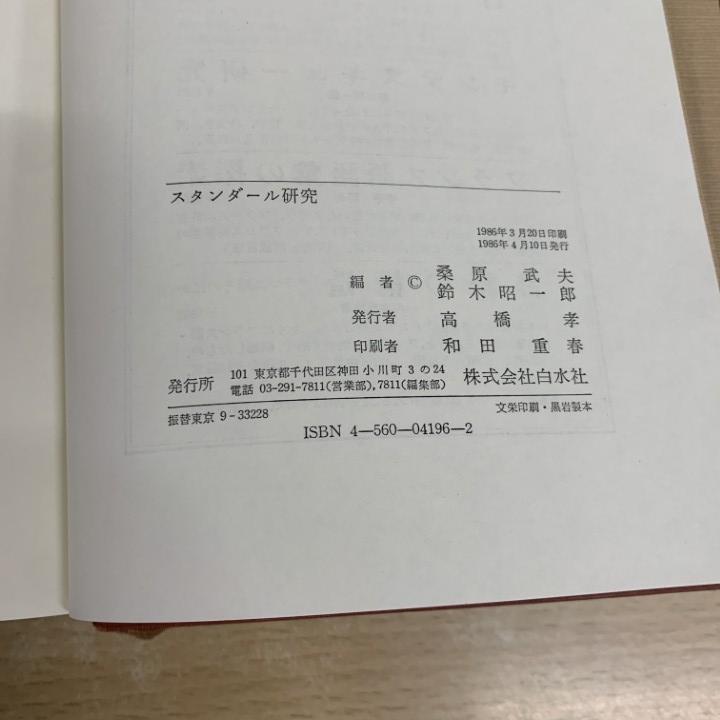 スタンダール研究
1986年3月20日印刷
1986年4月10日発行
編者 © 桑原武夫
鈴木昭一郎
発行者 高橋孝
印刷者 和田重春
発行所 101 東京都千代田区神田小川町3の24
電話 03-291-7811(営業部),7811(編集部) 株式会社白水社
振替東京 9-33228 文栄印刷・黒岩製本
ISBN 4—560—04196—2